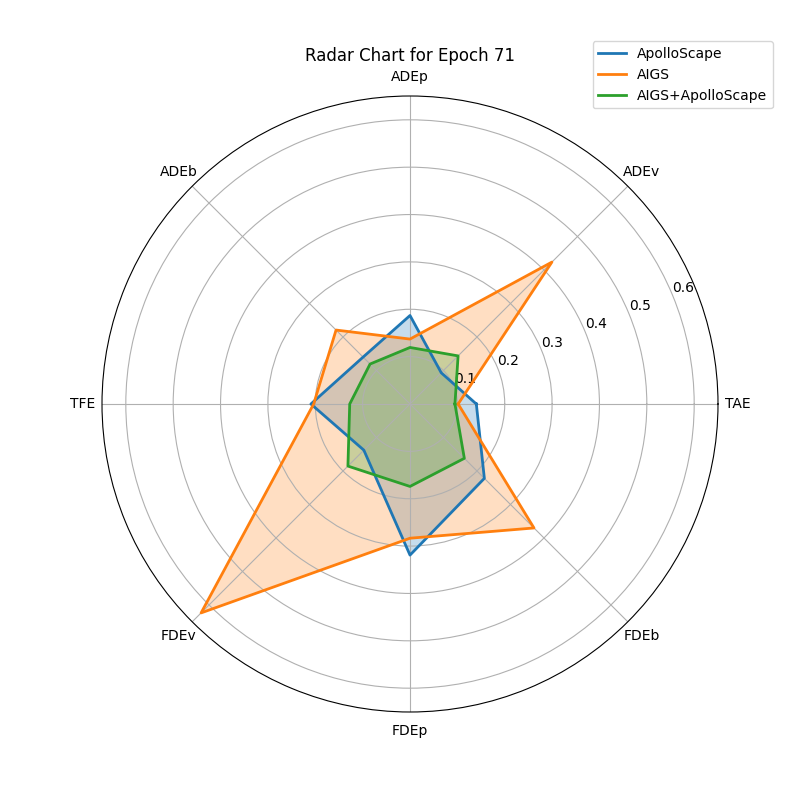 Radar Chart for Epoch 71
ApolloScape
AIGS
AIGS+ApolloScape
ADEp
ADEb
ADEv
0.6
0.5
0.4
0.3
0.2
0.1
TFE
TAE
FDEv
FDEb
FDEp